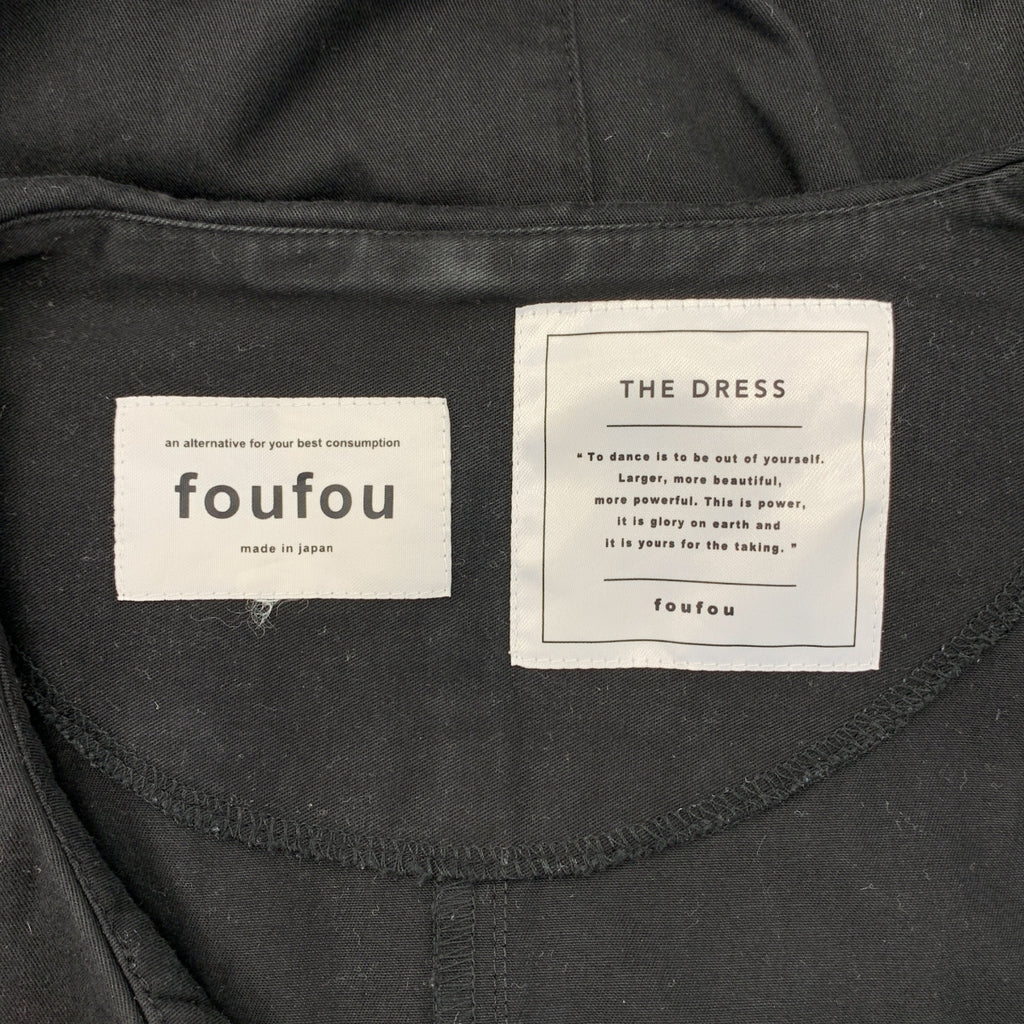 an alternative for your best consumption
foufou
made in japan
THE DRESS
“ To dance is to be out of yourself.
Larger, more beautiful,
more powerful. This is power,
it is glory on earth and
it is yours for the taking. ”
foufou